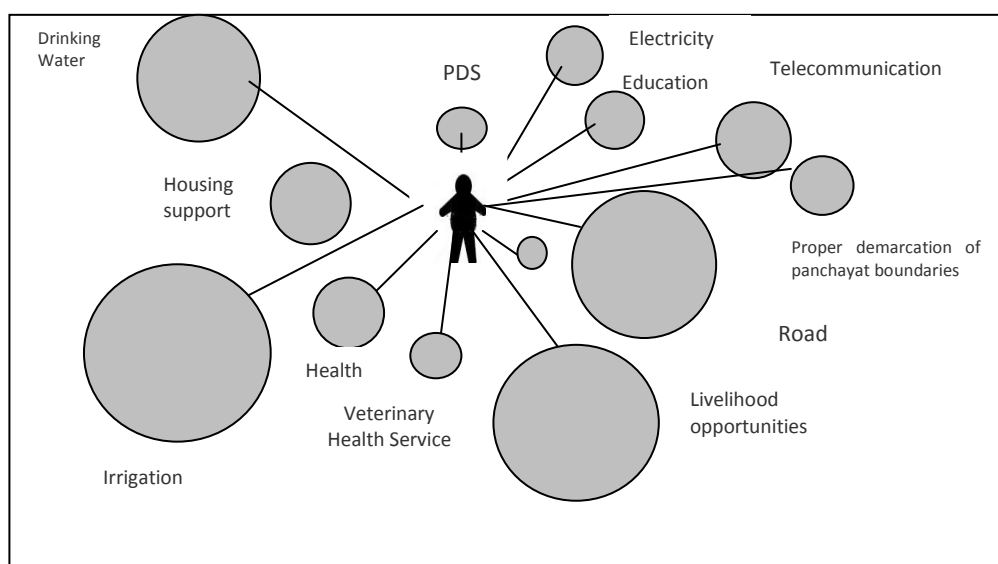 Drinking
Water
Electricity
PDS
Education
Telecommunication
Housing
support
Proper demarcation of
panchayat boundaries
Road
Health
Livelihood
opportunities
Veterinary
Health Service
Irrigation